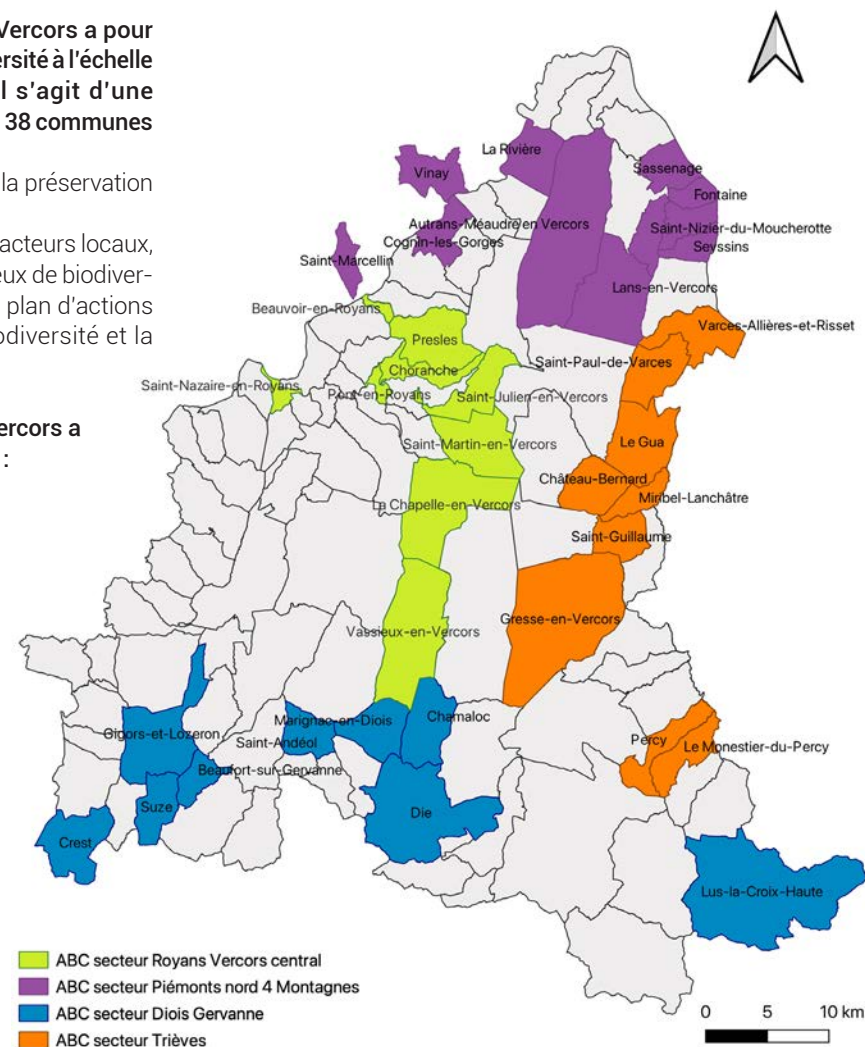 Vercors a pour
ersité à l'échelle
l s'agit d'une
38 communes
la préservation
acteurs locaux,
eux de biodiver-
plan d'actions
odiversité et la
ercors a
:
La Rivière
Vinay
Sassenage
Fontaine
Autrans-Méaudre en Vercors
Saint-Nizier-du-Moucherotte
Cognin-les-Gorges
Seyssins
Saint-Marcellin
Lans-en-Vercors
Beauvoir-en-Royans
Varces-Allières-et-Risset
Presles
Saint-Paul-de-Varces
Choranche
Saint-Nazaire-en-Royans
Pont-en-Royans
Saint-Julien-en-Vercors
Saint-Martin-en-Vercors
Le Gua
Château-Bernard
Miribel-Lanchâtre
La Chapelle-en-Vercors
Saint-Guillaume
Vassieux-en-Vercors
Gresse-en-Vercors
Chamaloc
Marignac-en-Diois
Gigors-et-Lozeron
Saint-Andéol
Percy
Le Monestier-du-Percy
Beaufort-sur-Gervanne
Suze
Die
Crest
Lus-la-Croix-Haute
ABC secteur Royans Vercors central
ABC secteur Piémonts nord 4 Montagnes
ABC secteur Diois Gervanne
ABC secteur Trièves
0 5 10 km